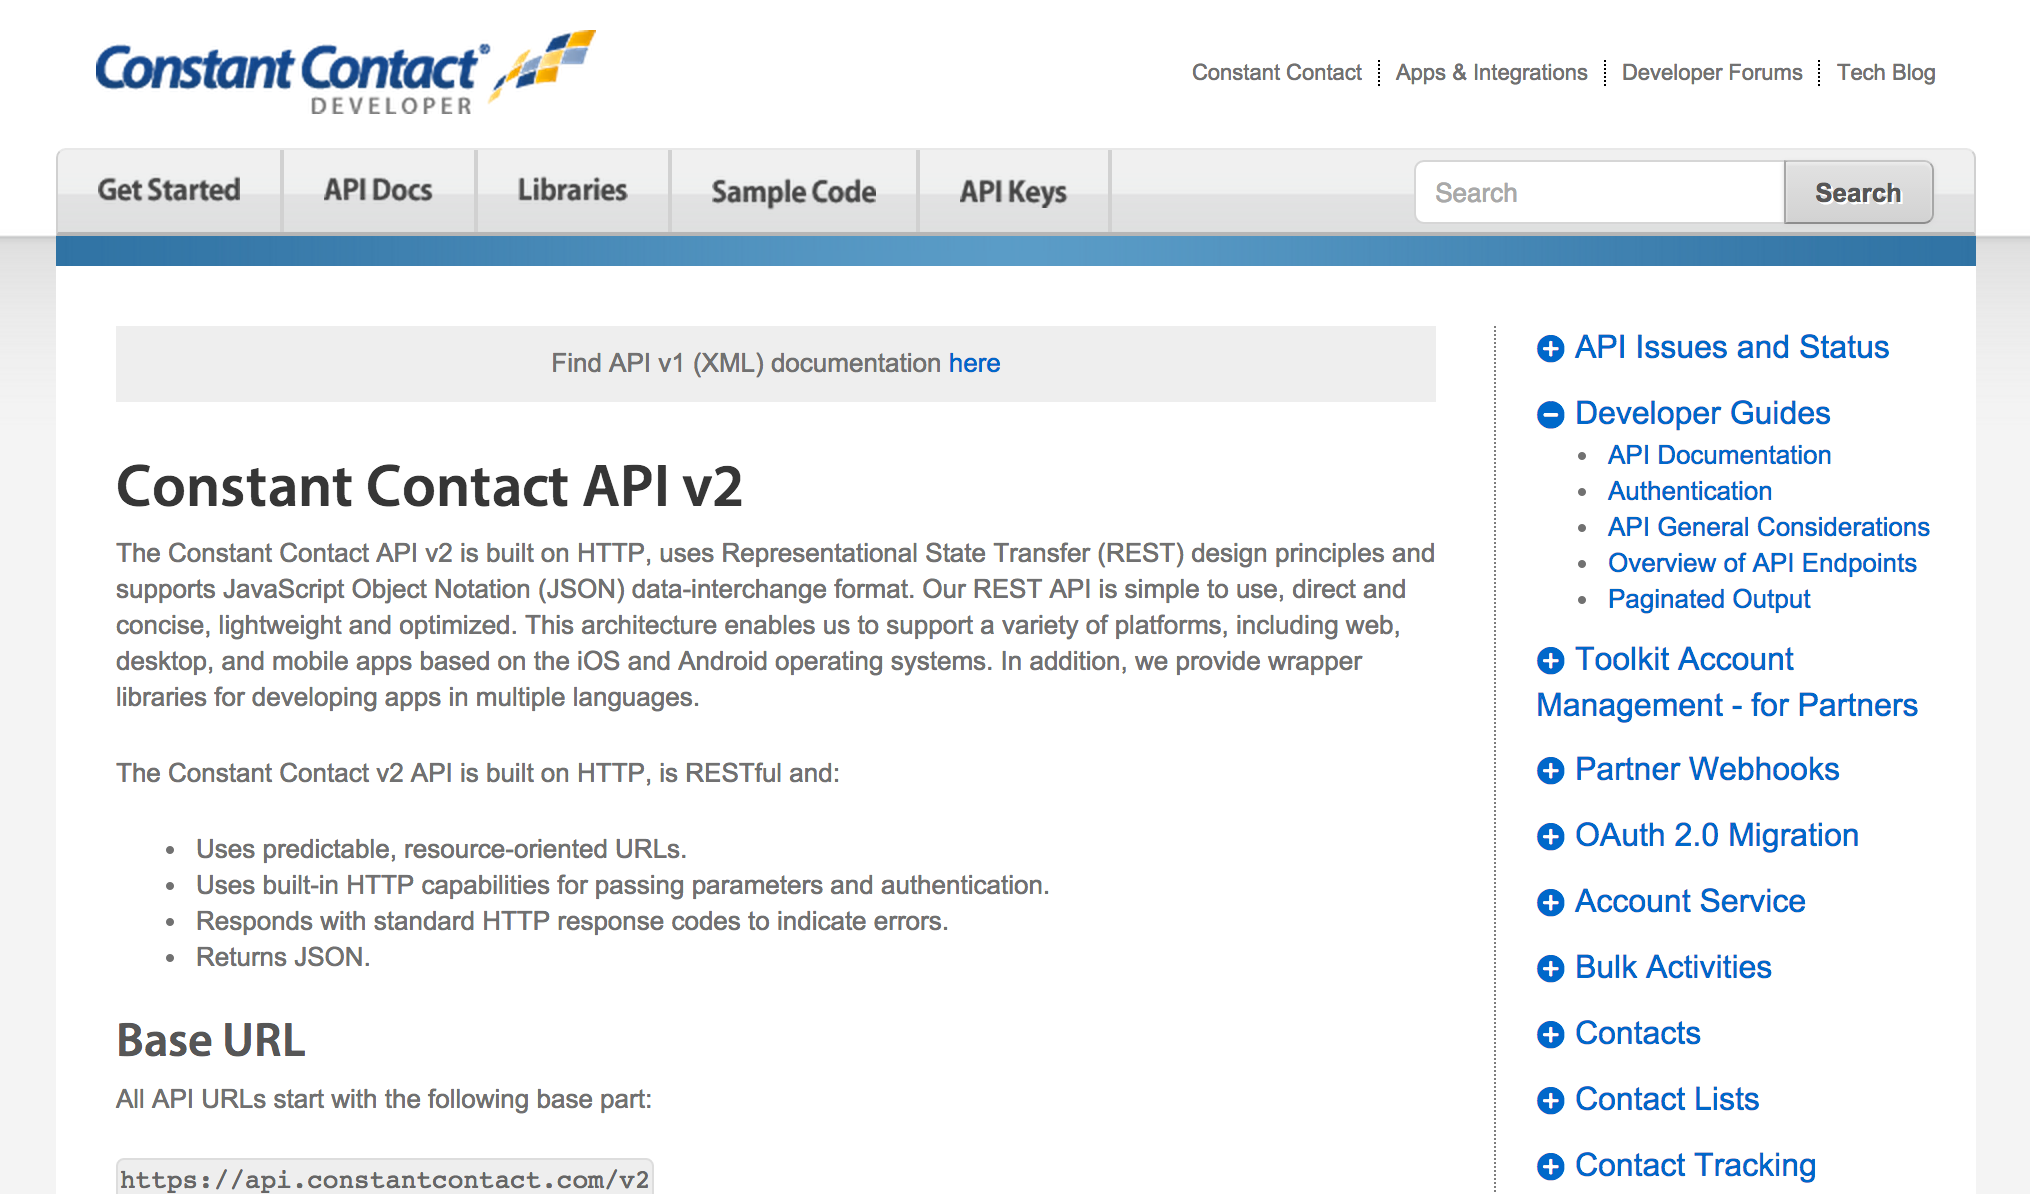 Constant Contact®
DEVELOPER
Constant Contact
Apps & Integrations
Developer Forums
Tech Blog
Get Started
API Docs
Libraries
Sample Code
API Keys
Search
Search
Find API v1 (XML) documentation here
Constant Contact API v2
The Constant Contact API v2 is built on HTTP, uses Representational State Transfer (REST) design principles and
supports JavaScript Object Notation (JSON) data-interchange format. Our REST API is simple to use, direct and
concise, lightweight and optimized. This architecture enables us to support a variety of platforms, including web,
desktop, and mobile apps based on the iOS and Android operating systems. In addition, we provide wrapper
libraries for developing apps in multiple languages.
The Constant Contact v2 API is built on HTTP, is RESTful and:
• Uses predictable, resource-oriented URLs.
• Uses built-in HTTP capabilities for passing parameters and authentication.
• Responds with standard HTTP response codes to indicate errors.
• Returns JSON.
Base URL
All API URLs start with the following base part:
https://api.constantcontact.com/v2
API Issues and Status
Developer Guides
• API Documentation
• Authentication
• API General Considerations
• Overview of API Endpoints
• Paginated Output
Toolkit Account
Management - for Partners
Partner Webhooks
OAuth 2.0 Migration
Account Service
Bulk Activities
Contacts
Contact Lists
Contact Tracking